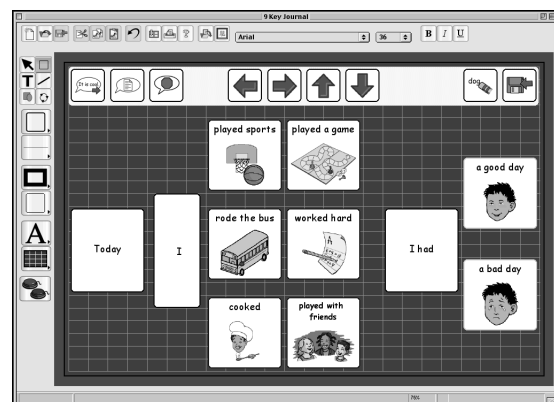 9 Key Journal
Arial
36
B I U
It is cool
dog
T
played sports
played a game
a good day
rode the bus
worked hard
Today
I
I had
A
a bad day
cooked
played with
friends